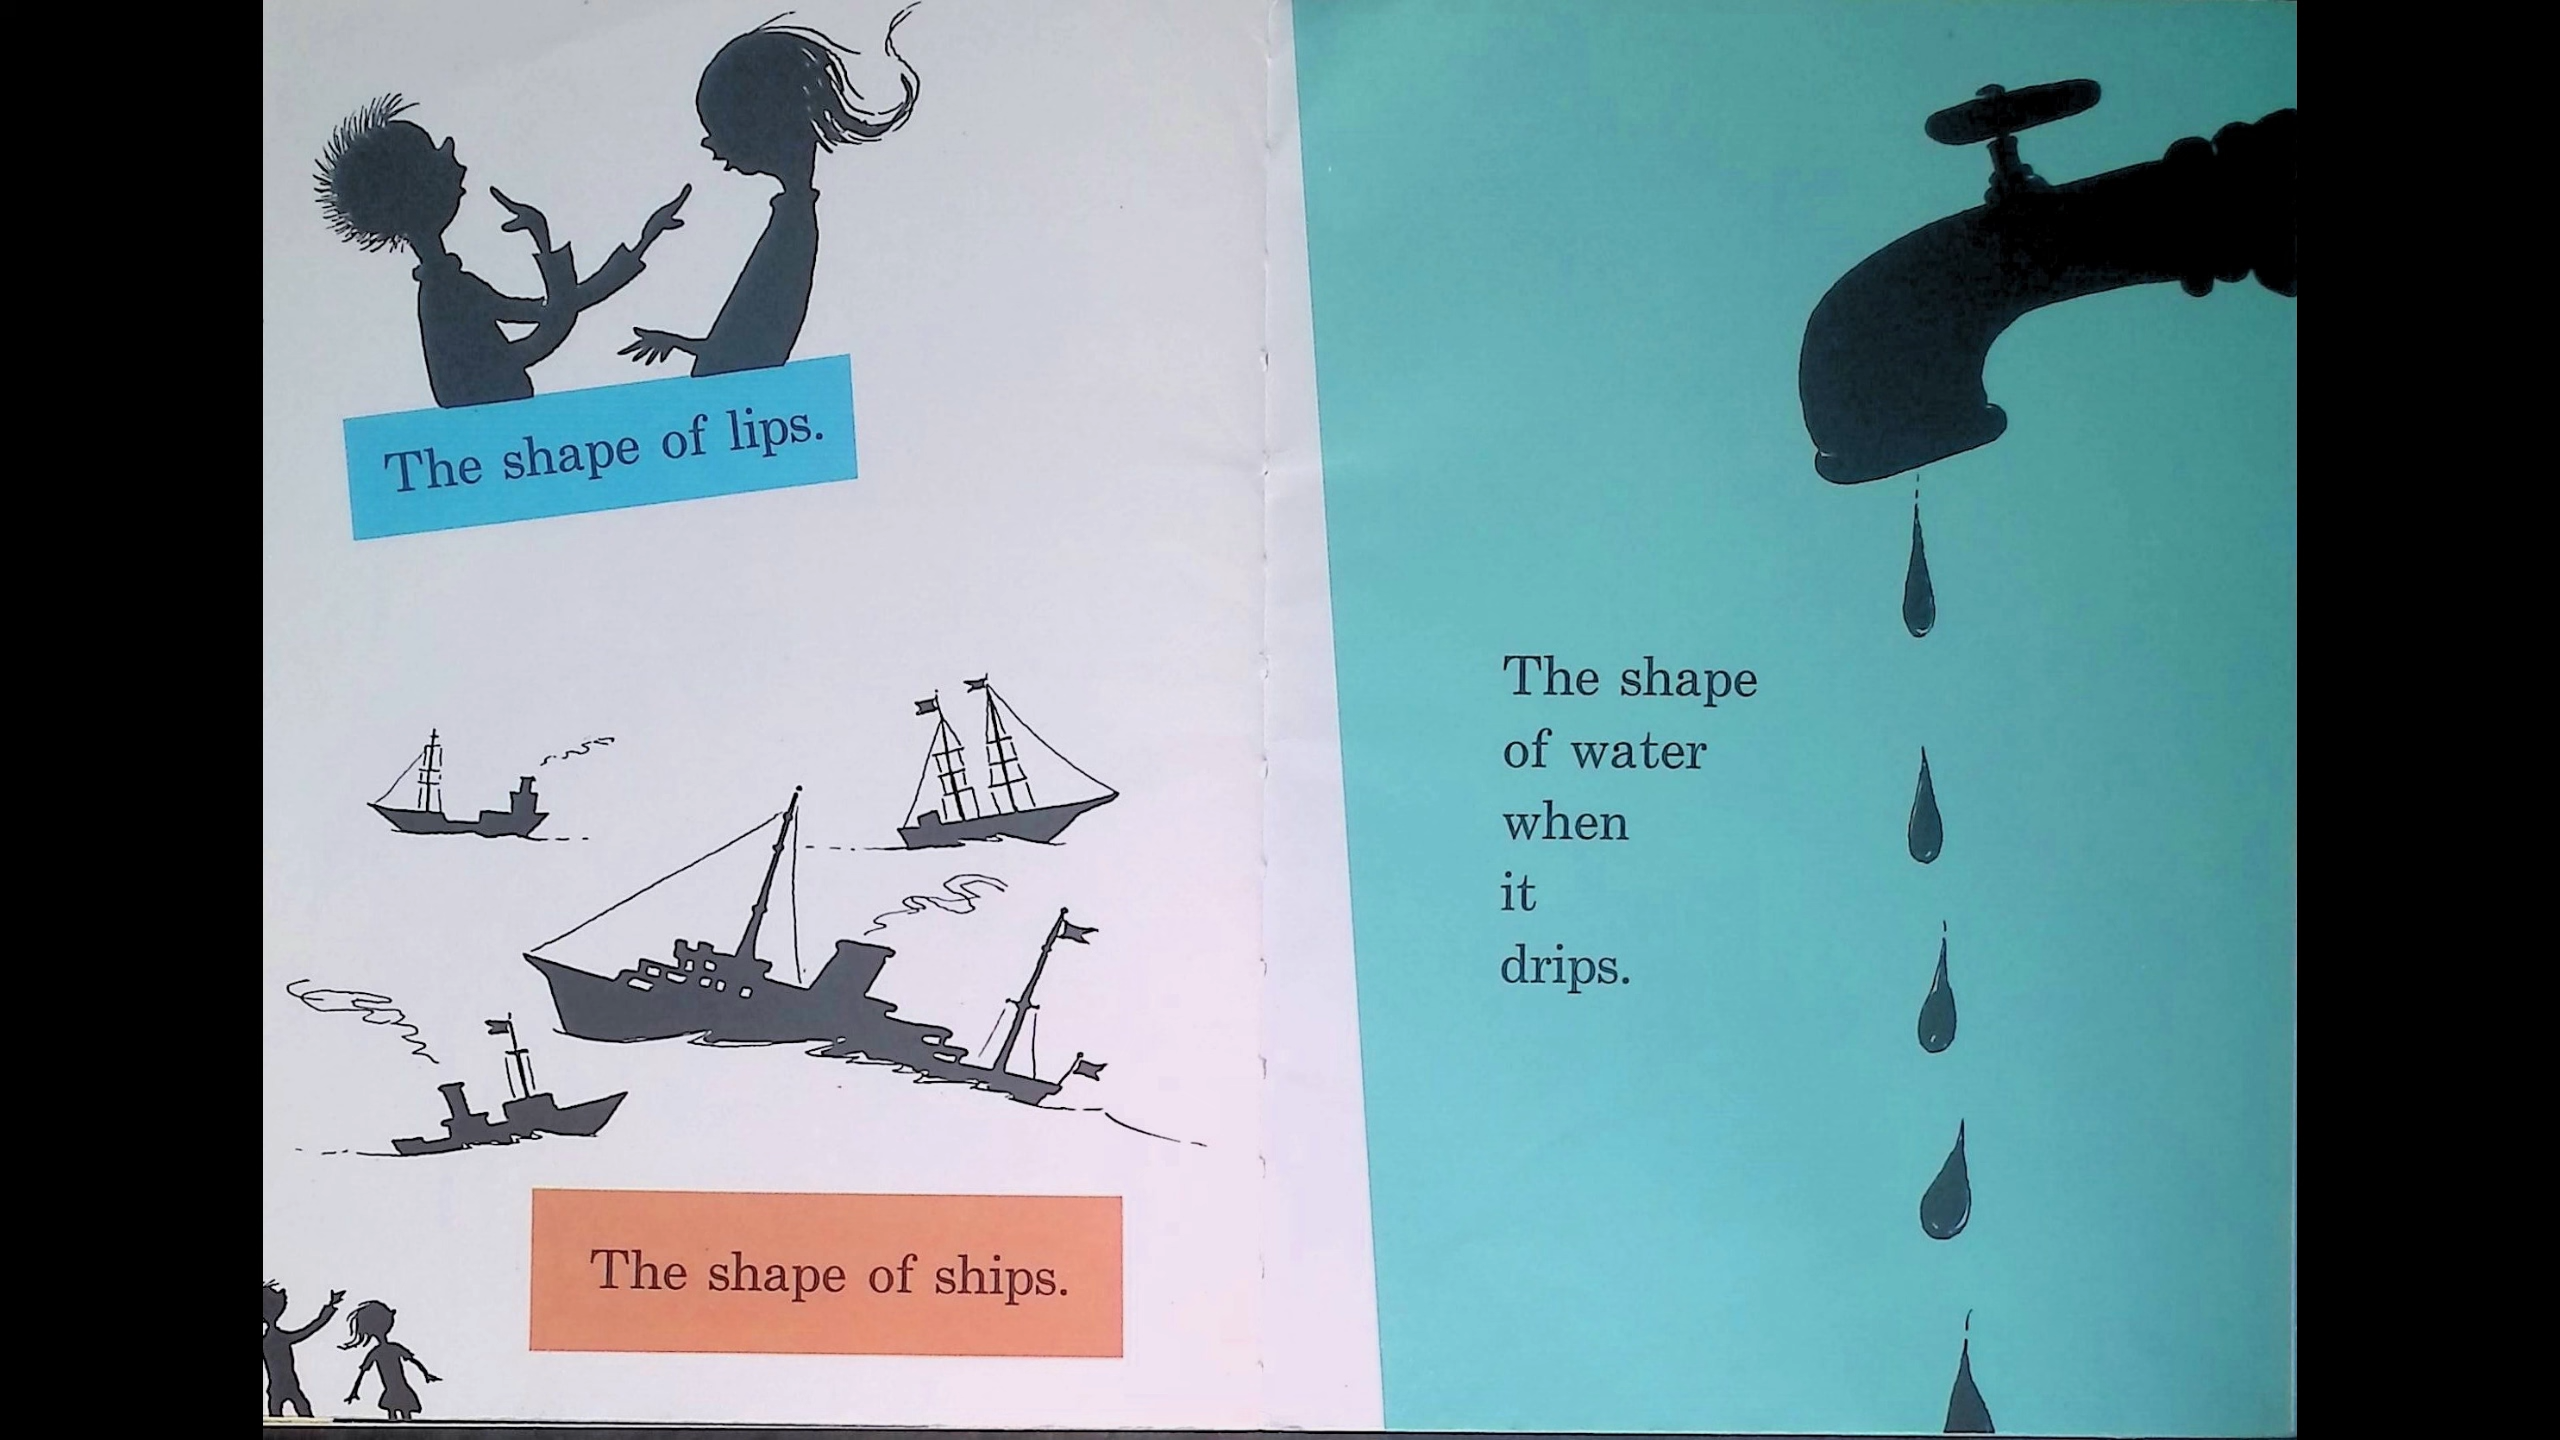 The shape of lips.
The shape of ships.
The shape
of water
when
it
drips.